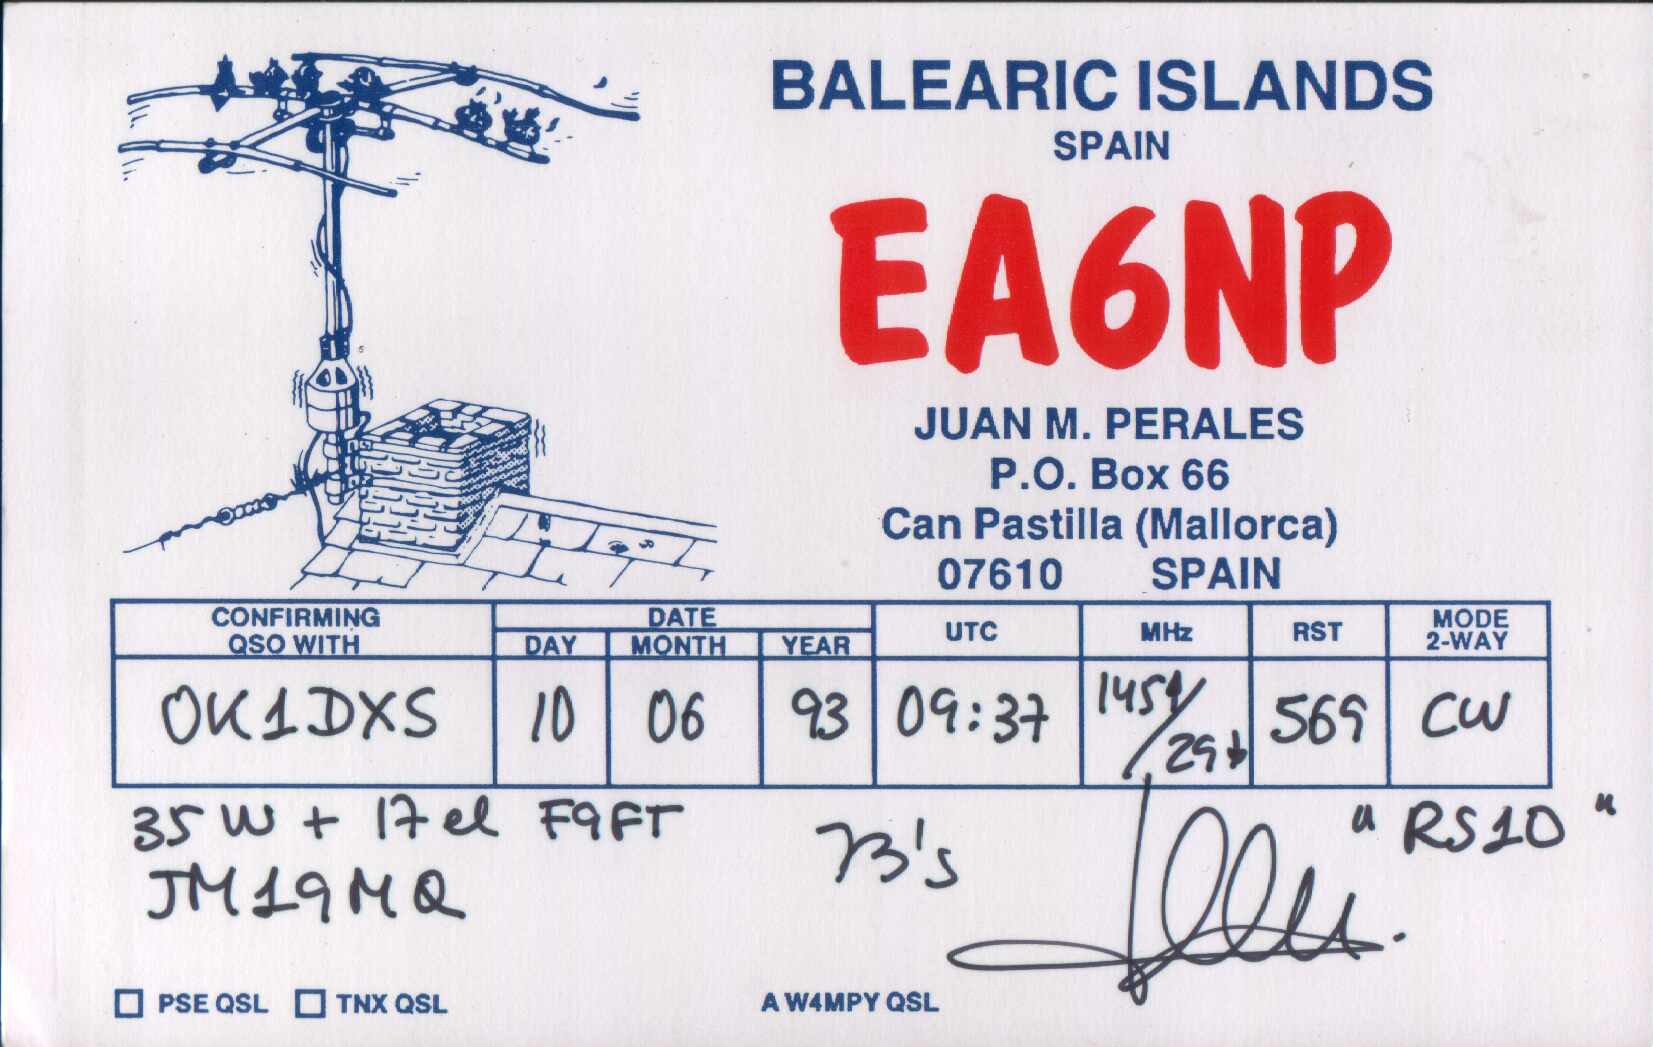 BALEARIC ISLANDS
SPAIN
EA6NP
JUAN M. PERALES
P.O. Box 66
Can Pastilla (Mallorca)
07610 SPAIN
CONFIRMING QSO WITH DATE UTC MHz RST MODE 2-WAY
DAY MONTH YEAR
OK1DXS 10 06 93 09:37 145↑/29↓ 569 CW
35W + 17el F9FT 73's "RS10"
JM19MQ
PSE QSL TNX QSL A W4MPY QSL